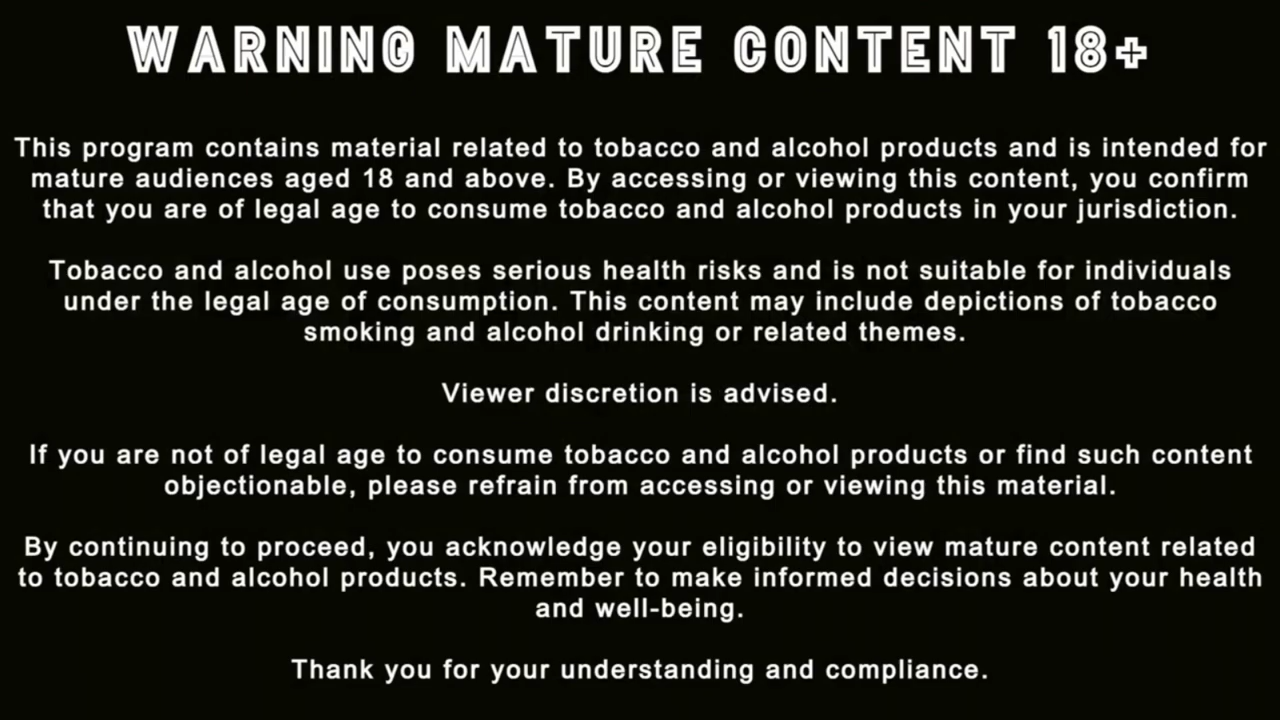 WARNING MATURE CONTENT 18+
This program contains material related to tobacco and alcohol products and is intended for
mature audiences aged 18 and above. By accessing or viewing this content, you confirm
that you are of legal age to consume tobacco and alcohol products in your jurisdiction.
Tobacco and alcohol use poses serious health risks and is not suitable for individuals
under the legal age of consumption. This content may include depictions of tobacco
smoking and alcohol drinking or related themes.
Viewer discretion is advised.
If you are not of legal age to consume tobacco and alcohol products or find such content
objectionable, please refrain from accessing or viewing this material.
By continuing to proceed, you acknowledge your eligibility to view mature content related
to tobacco and alcohol products. Remember to make informed decisions about your health
and well-being.
Thank you for your understanding and compliance.